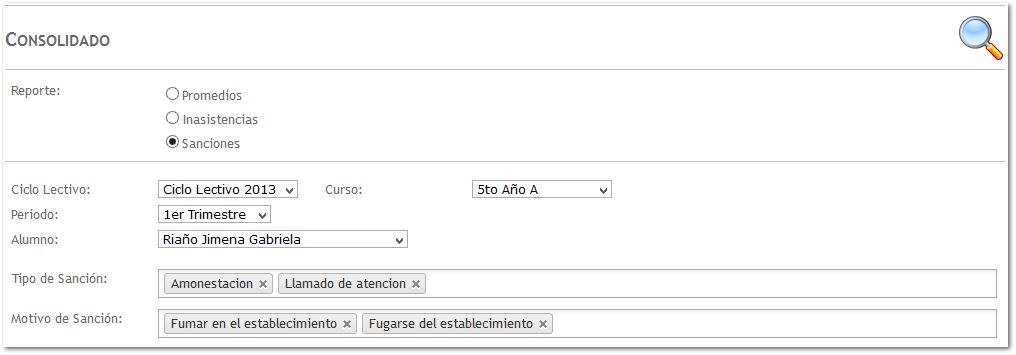 CONSOLIDADO
Reporte:
Promedios
Inasistencias
Sanciones
Ciclo Lectivo: Ciclo Lectivo 2013 Curso: 5to Año A
Periodo: 1er Trimestre
Alumno: Riaño Jimena Gabriela
Tipo de Sanción: Amonestacion × Llamado de atencion ×
Motivo de Sanción: Fumar en el establecimiento × Fugarse del establecimiento ×